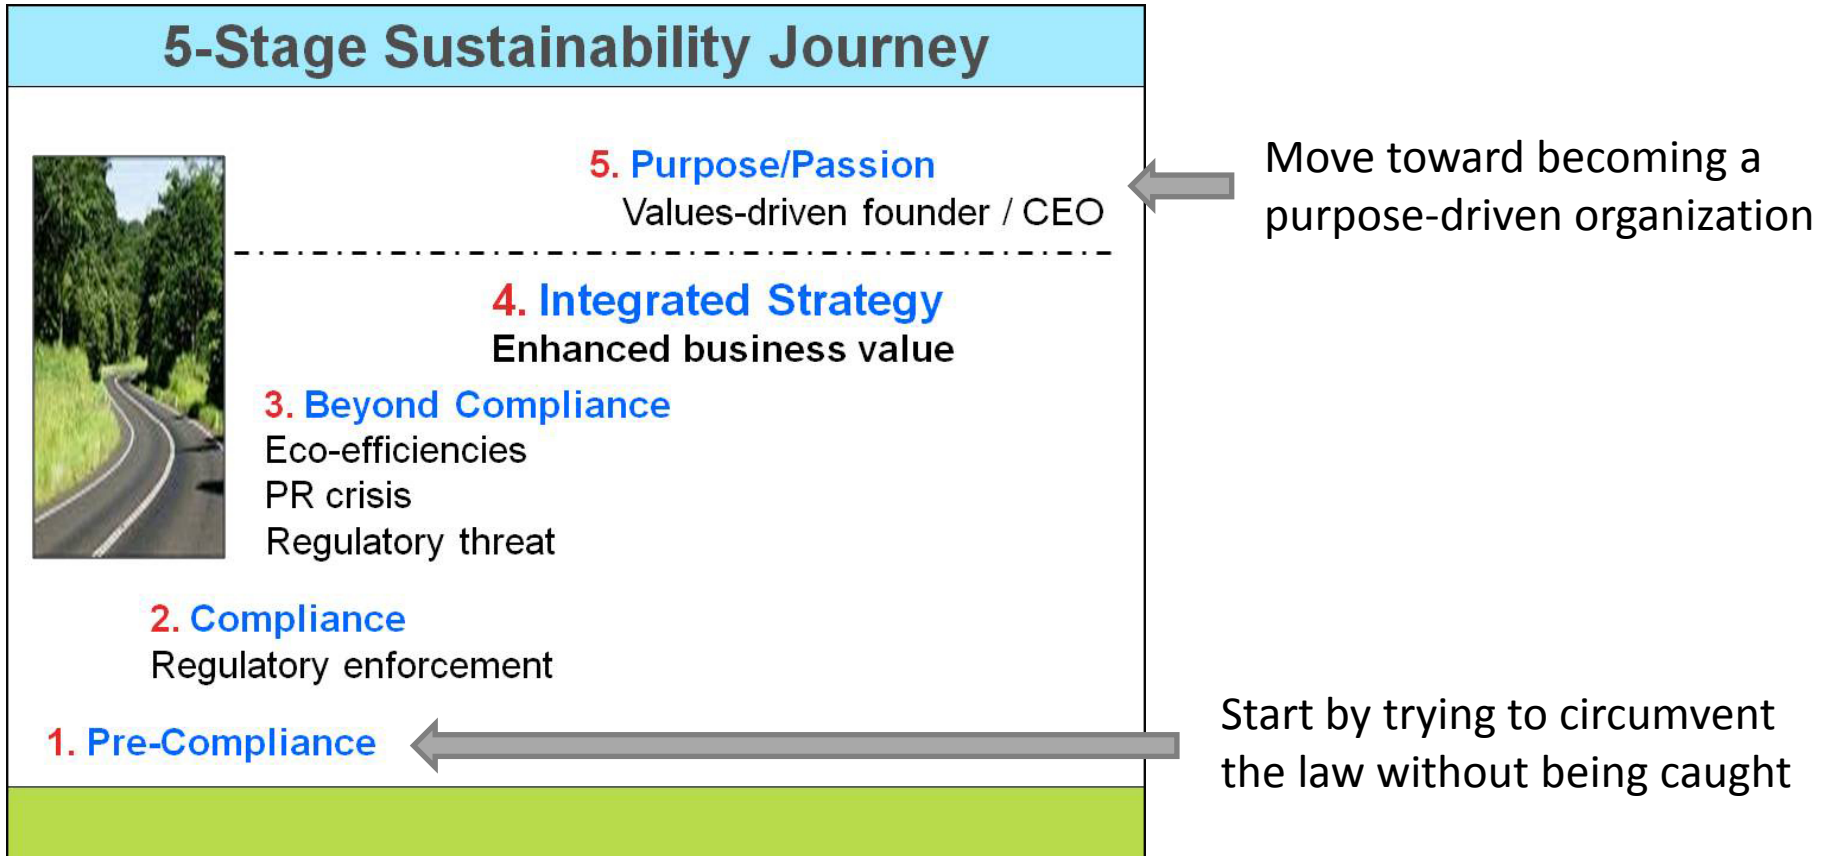 5-Stage Sustainability Journey
5. Purpose/Passion
Values-driven founder / CEO
Move toward becoming a
purpose-driven organization
4. Integrated Strategy
Enhanced business value
3. Beyond Compliance
Eco-efficiencies
PR crisis
Regulatory threat
2. Compliance
Regulatory enforcement
1. Pre-Compliance
Start by trying to circumvent
the law without being caught